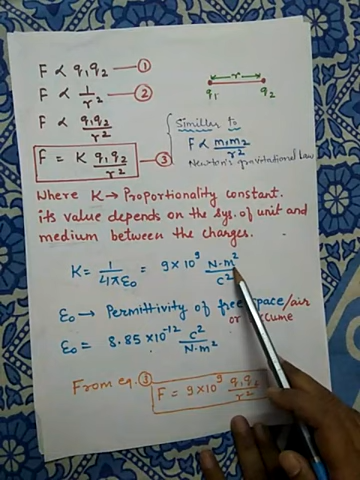 F ∝ q₁q₂ —— ①
F ∝ 1/r² —— ②
F ∝ q₁q₂/r²
F = K q₁q₂/r² —— ③
r
q₁ q₂
Similler to
F ∝ m₁m₂/r²
Newton's gravitational Law
Where K → Proportionality constant.
its value depends on the sys. of unit and
medium between the charges.
K = 1/4πε₀ = 9×10⁹ N·m²/c²
ε₀ → Permittivity of free space/air
or
ε₀ = 8.85×10⁻¹² c²/N·m²
From eq. ③ F = 9×10⁹ q₁q₂/r²